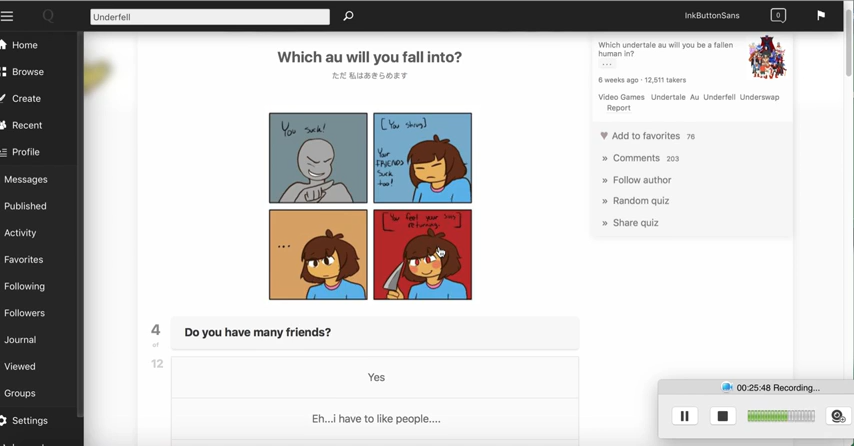 Q
Underfell
InkButtonSans
0
Home
Browse
Create
Recent
Profile
Messages
Published
Activity
Favorites
Following
Followers
Journal
Viewed
Groups
Settings
Which au will you fall into?
ただ 私はあきらめます
You suck!
[You shrug]
Your
FRIENDS
Suck
too!
...
[You feel your sins
returning.]
4
of
12
Do you have many friends?
Yes
Eh...i have to like people....
Which undertale au will you be a fallen
human in?
...
6 weeks ago · 12,511 takers
Video Games Undertale Au Underfell Underswap
Report
Add to favorites 76
» Comments 203
» Follow author
» Random quiz
» Share quiz
00:25:48 Recording...